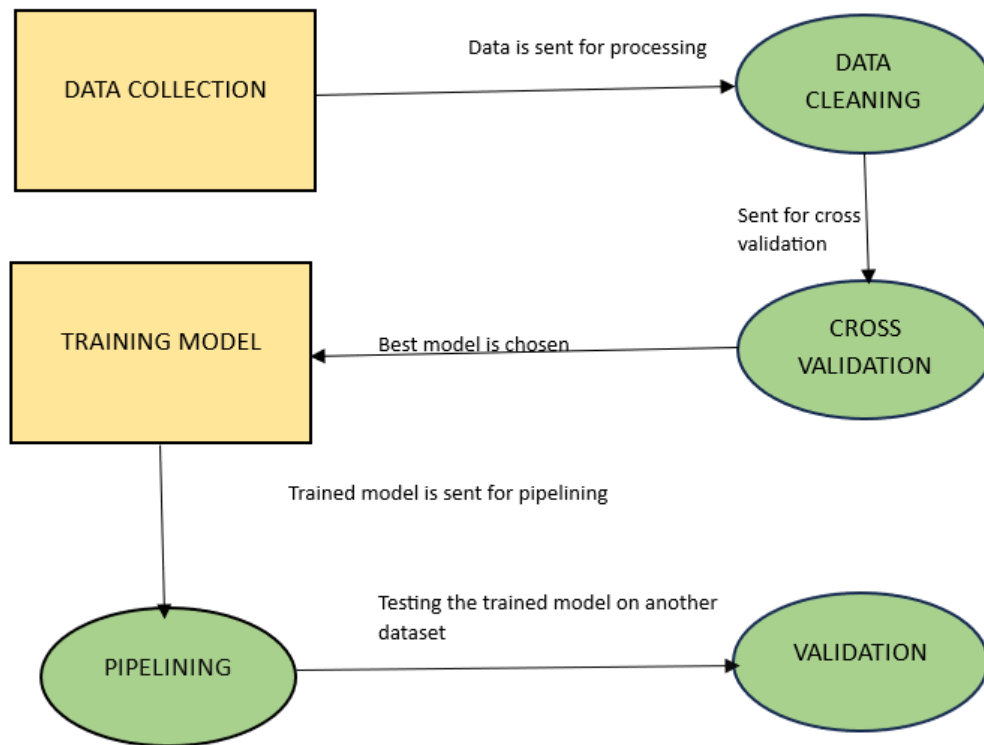 DATA COLLECTION
Data is sent for processing
DATA
CLEANING
Sent for cross
validation
TRAINING MODEL
Best model is chosen
CROSS
VALIDATION
Trained model is sent for pipelining
PIPELINING
Testing the trained model on another
dataset
VALIDATION